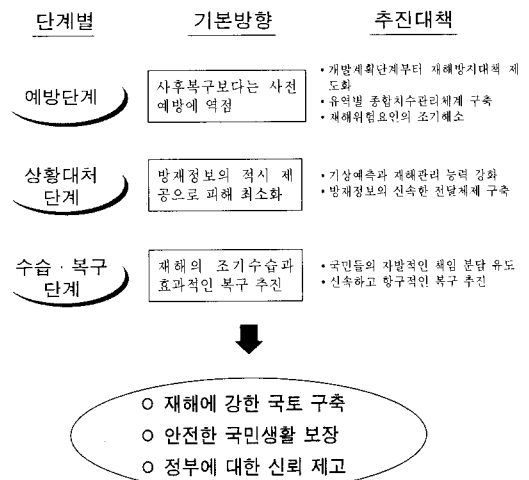 단계별
기본방향
추진대책
예방단계
사후복구보다는 사전
예방에 역점
• 개발계획단계부터 재해방지대책 제
도화
• 유역별 종합치수관리체계 구축
• 재해위험요인의 조기해소
상황대처
단계
방재정보의 적시 제
공으로 피해 최소화
• 기상예측과 재해관리 능력 강화
• 방재정보의 신속한 전달체제 구축
수습 · 복구
단계
재해의 조기수습과
효과적인 복구 추진
• 국민들의 자발적인 책임 분담 유도
• 신속하고 항구적인 복구 추진
○ 재해에 강한 국토 구축
○ 안전한 국민생활 보장
○ 정부에 대한 신뢰 제고